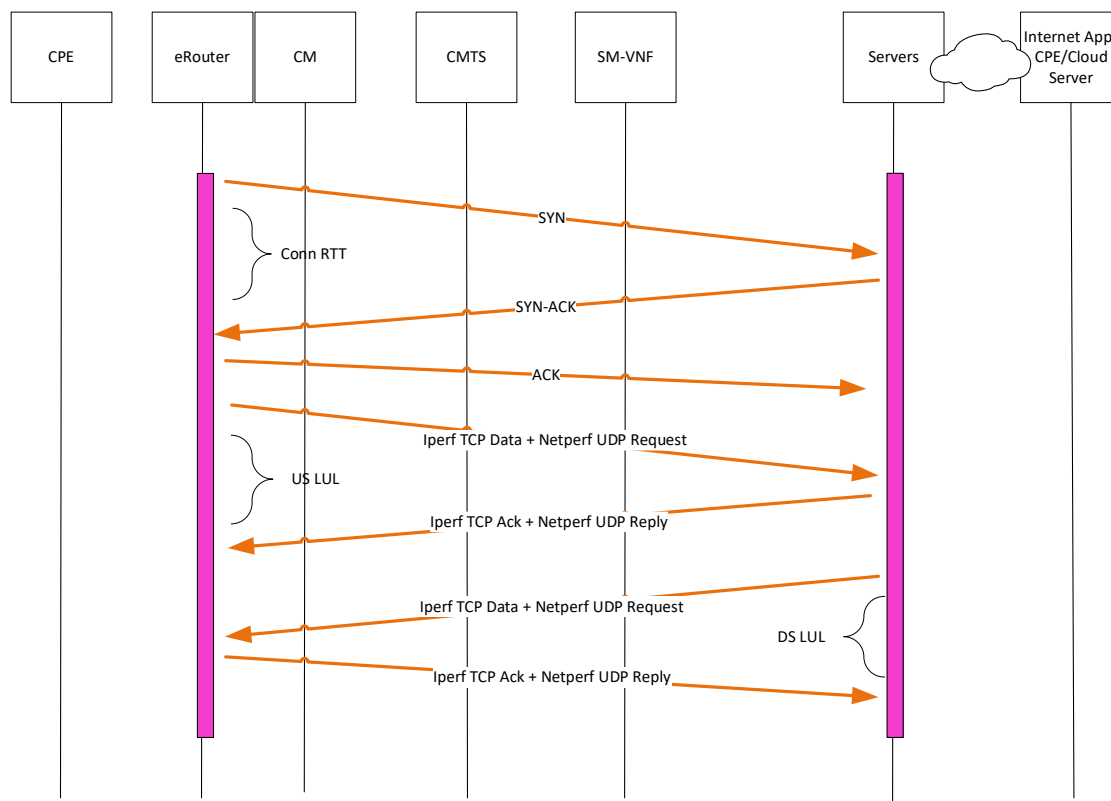 CPE
eRouter
CM
CMTS
SM-VNF
Servers
Internet App
CPE/Cloud
Server
SYN
Conn RTT
SYN-ACK
ACK
Iperf TCP Data + Netperf UDP Request
US LUL
Iperf TCP Ack + Netperf UDP Reply
Iperf TCP Data + Netperf UDP Request
DS LUL
Iperf TCP Ack + Netperf UDP Reply